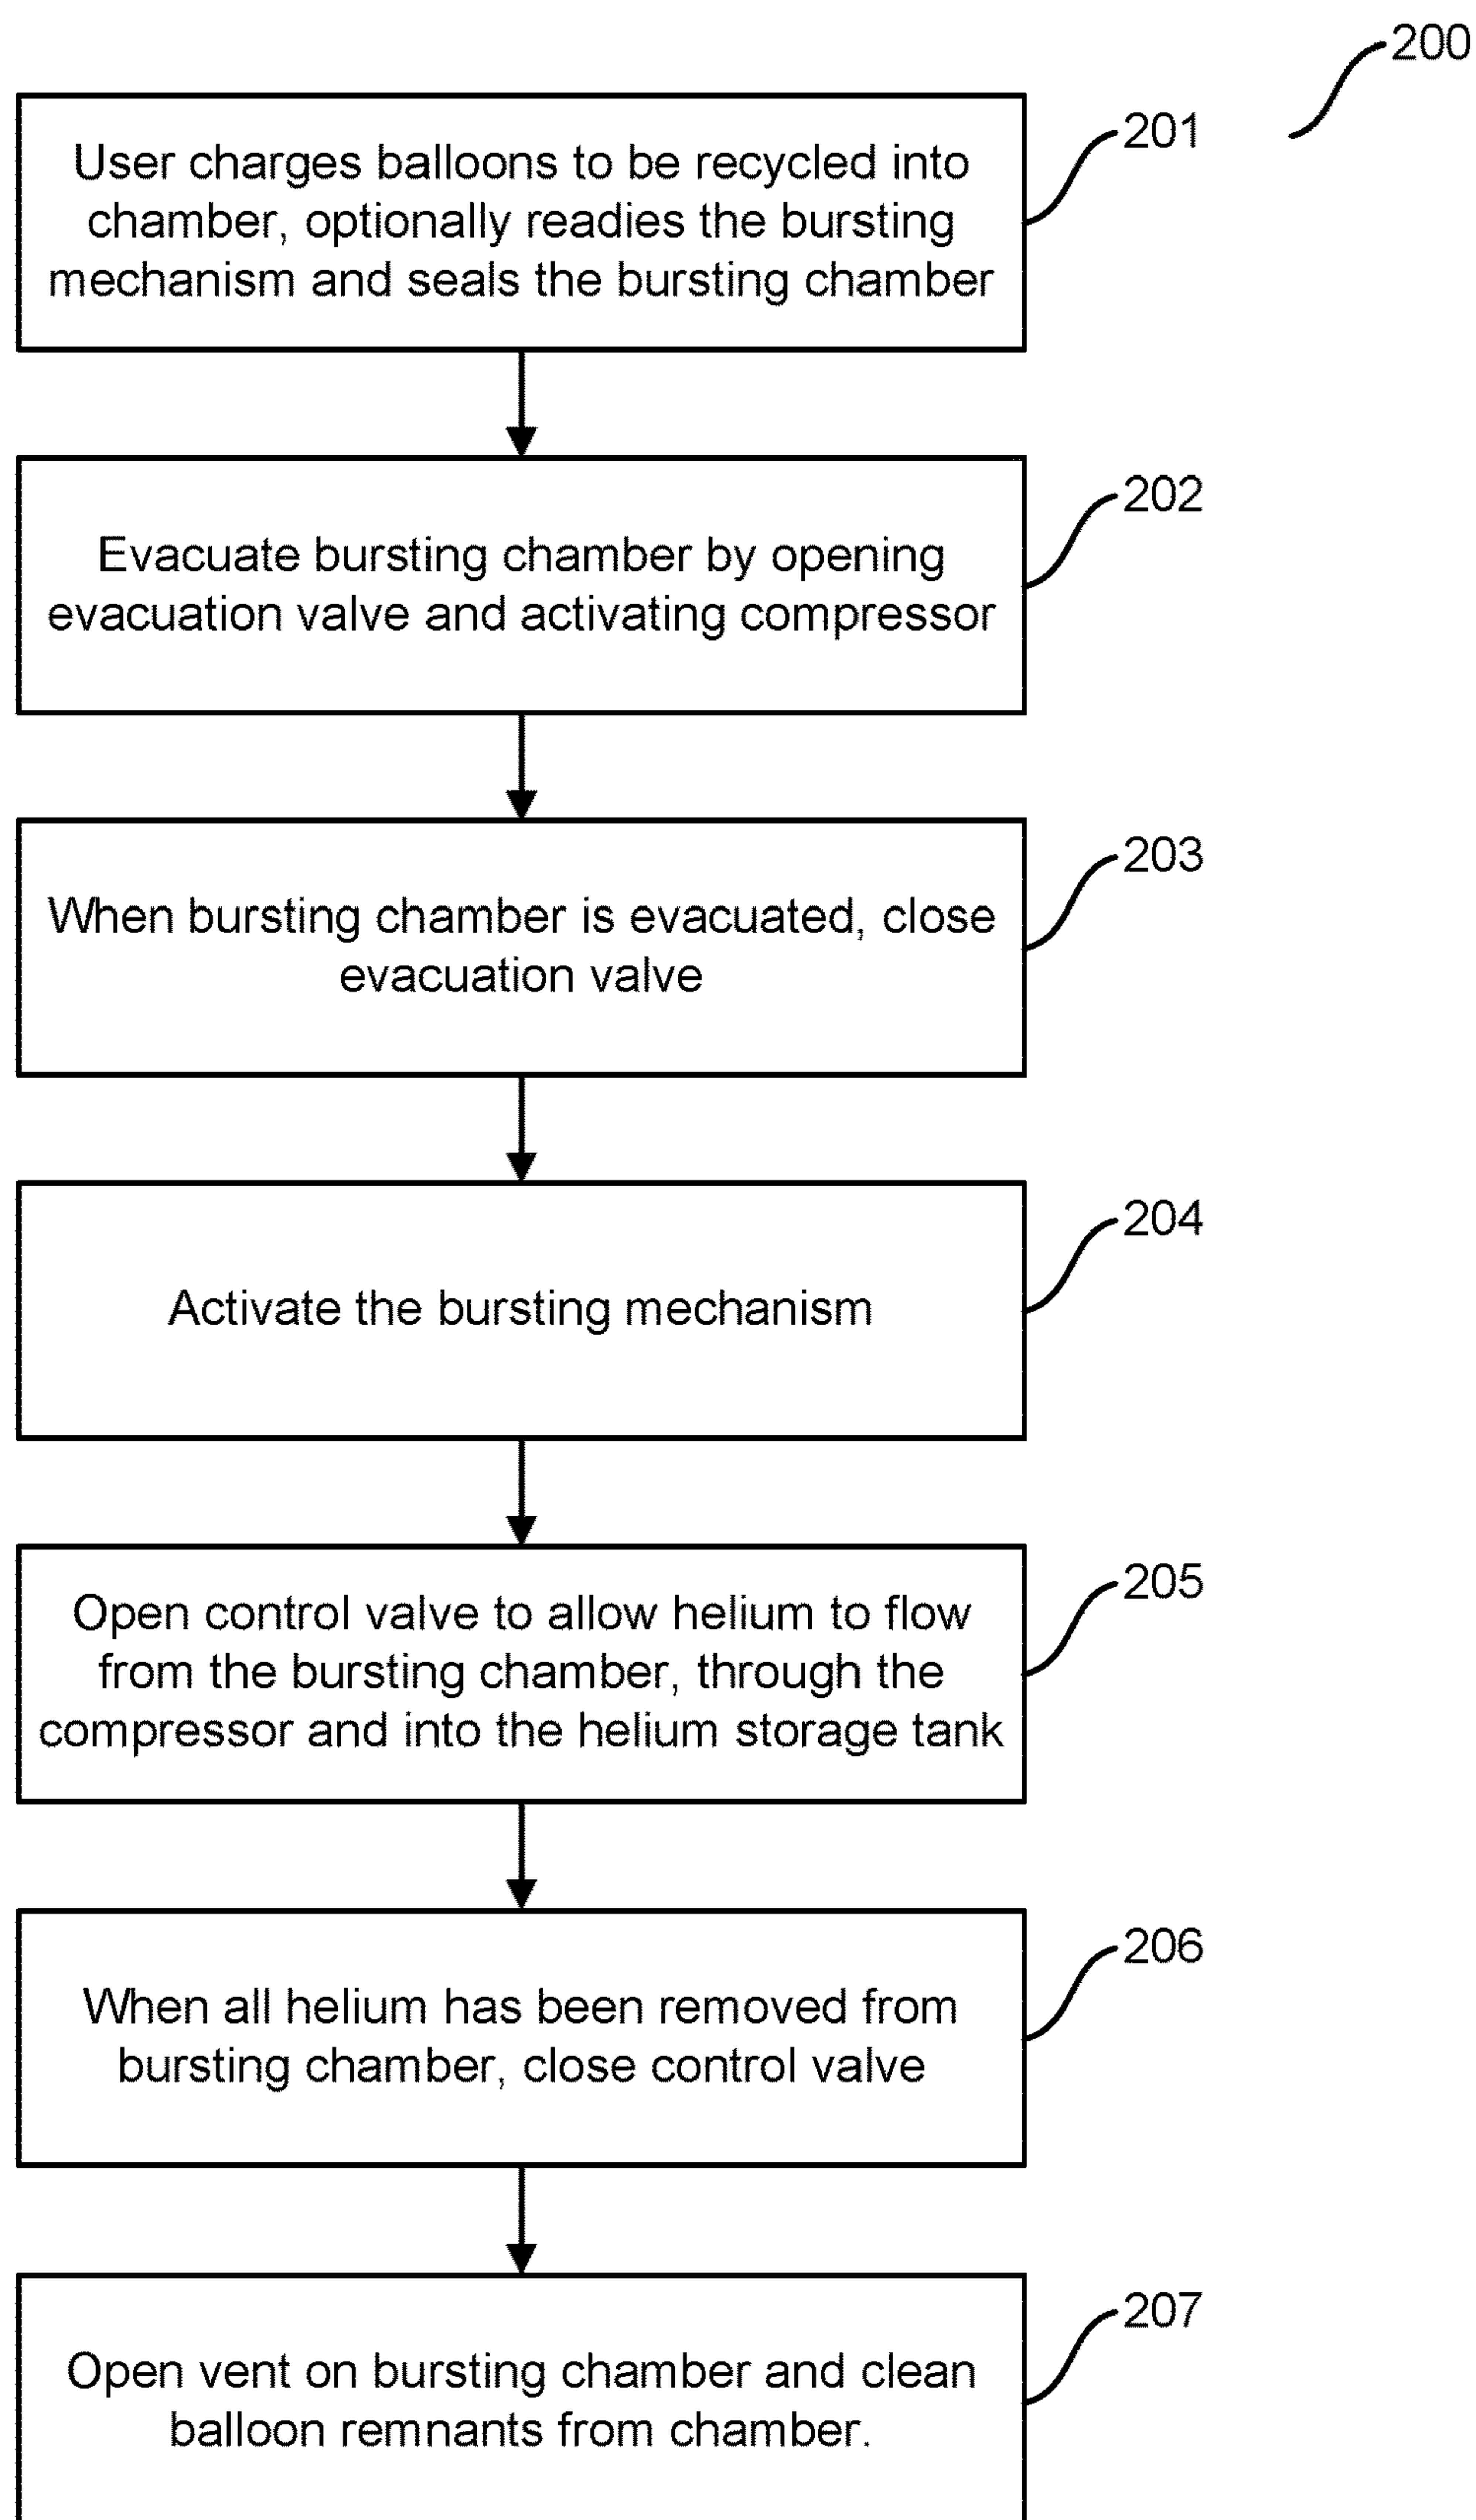 200
201
User charges balloons to be recycled into
chamber, optionally readies the bursting
mechanism and seals the bursting chamber
202
Evacuate bursting chamber by opening
evacuation valve and activating compressor
203
When bursting chamber is evacuated, close
evacuation valve
204
Activate the bursting mechanism
205
Open control valve to allow helium to flow
from the bursting chamber, through the
compressor and into the helium storage tank
206
When all helium has been removed from
bursting chamber, close control valve
207
Open vent on bursting chamber and clean
balloon remnants from chamber.